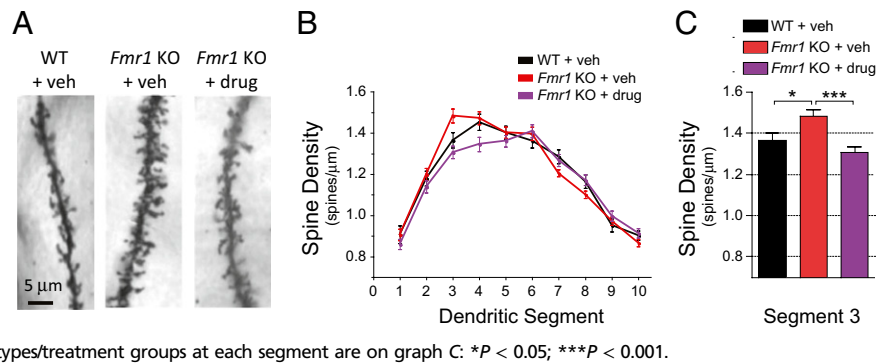 A
WT
+ veh
Fmr1 KO
+ veh
Fmr1 KO
+ drug
5 µm
B
WT + veh
Fmr1 KO + veh
Fmr1 KO + drug
Spine Density
(spines/µm)
1.6
1.4
1.2
1.0
0.8
0 1 2 3 4 5 6 7 8 9 10
Dendritic Segment
C
WT + veh
Fmr1 KO + veh
Fmr1 KO + drug
* ***
Spine Density
(spines/µm)
1.6
1.4
1.2
1.0
0.8
Segment 3
types/treatment groups at each segment are on graph C: *P < 0.05; ***P < 0.001.